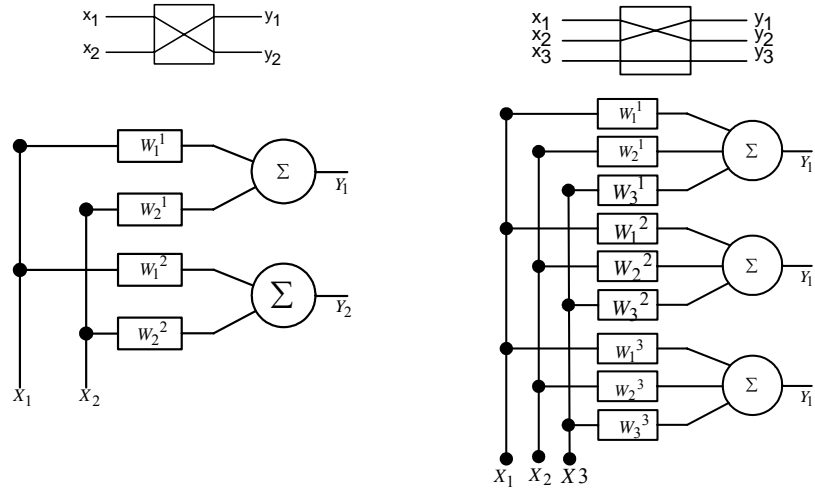 x1 y1
x2 y2
W1^1
W2^1
Σ
Y1
W1^2
W2^2
Σ
Y2
X1 X2
x1 y1
x2 y2
x3 y3
W1^1
W2^1
W3^1
Σ
Y1
W1^2
W2^2
W3^2
Σ
Y1
W1^3
W2^3
W3^3
Σ
Y1
X1 X2 X3